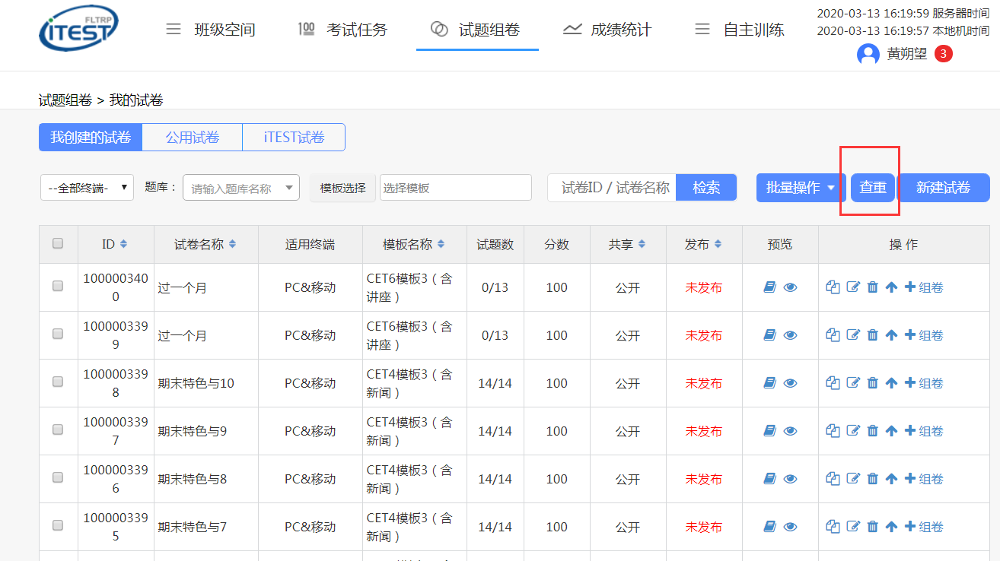 FLTRP
iTEST
班级空间
100 考试任务
试题组卷
成绩统计
自主训练
2020-03-13 16:19:59 服务器时间
2020-03-13 16:19:57 本地机时间
黄朔望 3
试题组卷 > 我的试卷
我创建的试卷 公用试卷 iTEST试卷
--全部终端- 题库： 请输入题库名称 模板选择 选择模板 试卷ID / 试卷名称 检索 批量操作 查重 新建试卷
ID 试卷名称 适用终端 模板名称 试题数 分数 共享 发布 预览 操 作
1000003400 过一个月 PC&移动 CET6模板3（含讲座） 0/13 100 公开 未发布 组卷
1000003399 过一个月 PC&移动 CET6模板3（含讲座） 0/13 100 公开 未发布 组卷
1000003398 期末特色与10 PC&移动 CET4模板3（含新闻） 14/14 100 公开 未发布 组卷
1000003397 期末特色与9 PC&移动 CET4模板3（含新闻） 14/14 100 公开 未发布 组卷
1000003396 期末特色与8 PC&移动 CET4模板3（含新闻） 14/14 100 公开 未发布 组卷
1000003395 期末特色与7 PC&移动 CET4模板3（含新闻） 14/14 100 公开 未发布 组卷